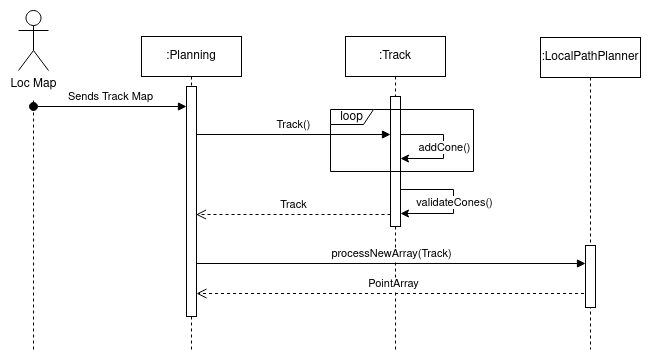 :Planning
:Track
:LocalPathPlanner
Loc Map
Sends Track Map
loop
Track()
addCone()
validateCones()
Track
processNewArray(Track)
PointArray